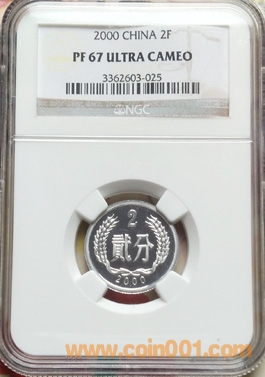 2000 CHINA 2F
PF 67 ULTRA CAMEO
3362603-025
NGC
2
贰分
2000
www.coin001.com